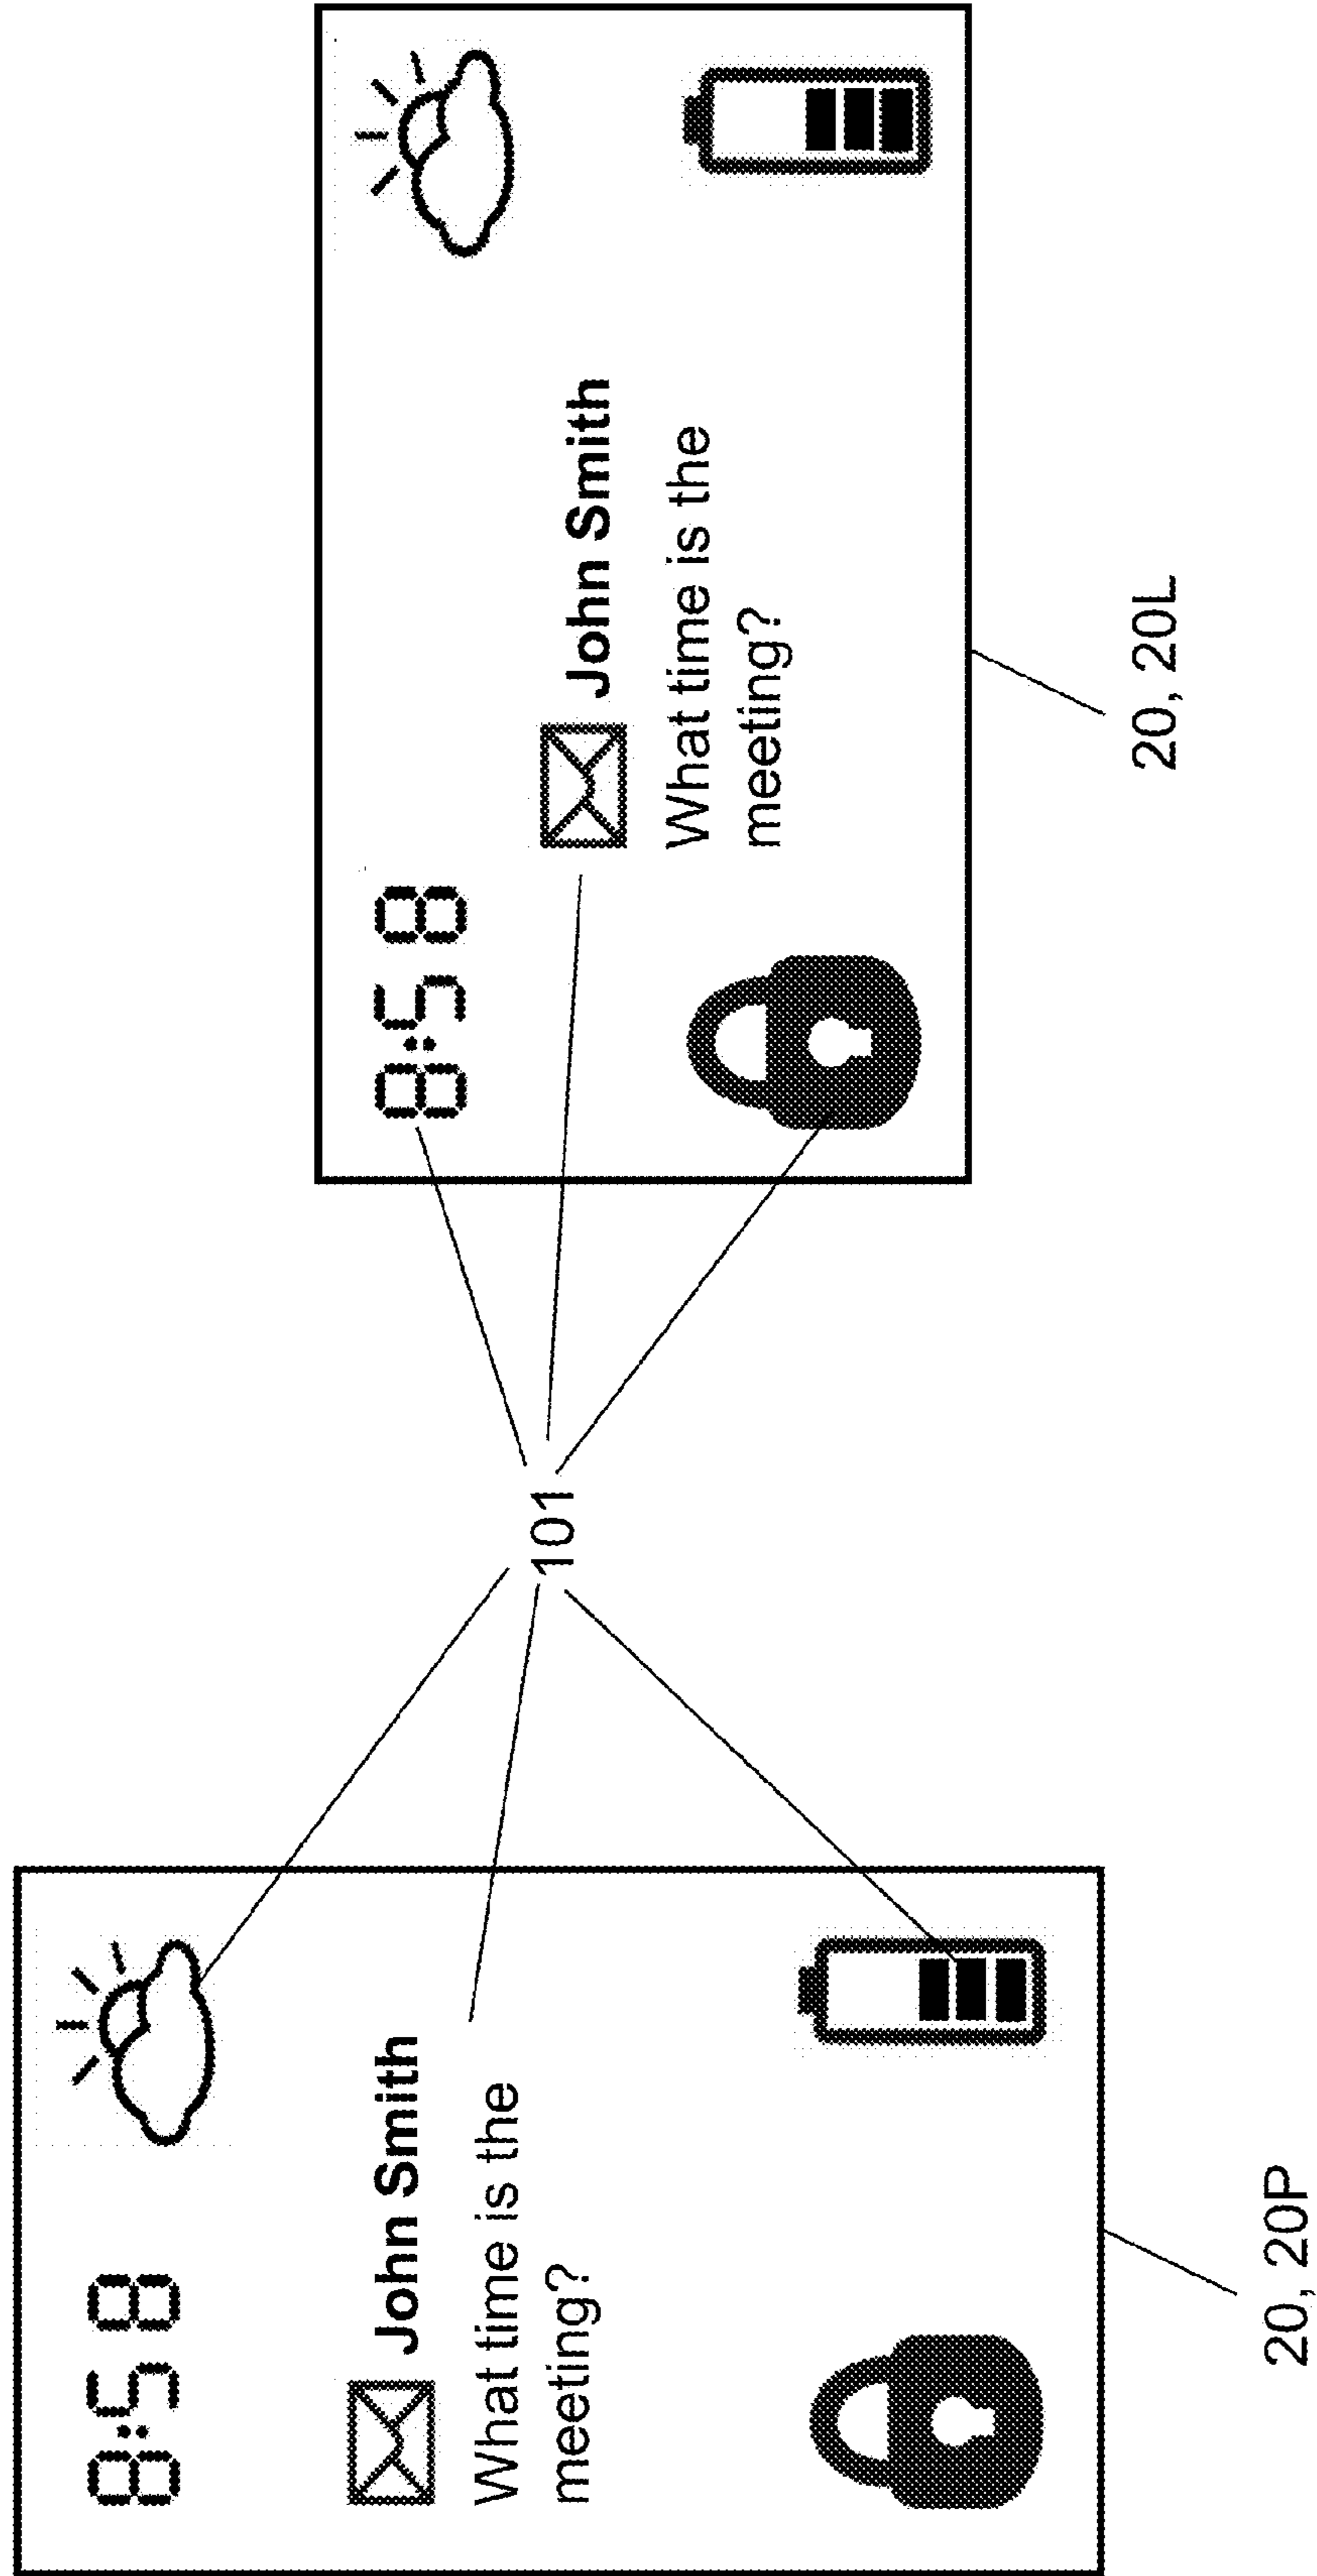 8:58
John Smith
What time is the
meeting?
20, 20P
101
8:58
John Smith
What time is the
meeting?
20, 20L